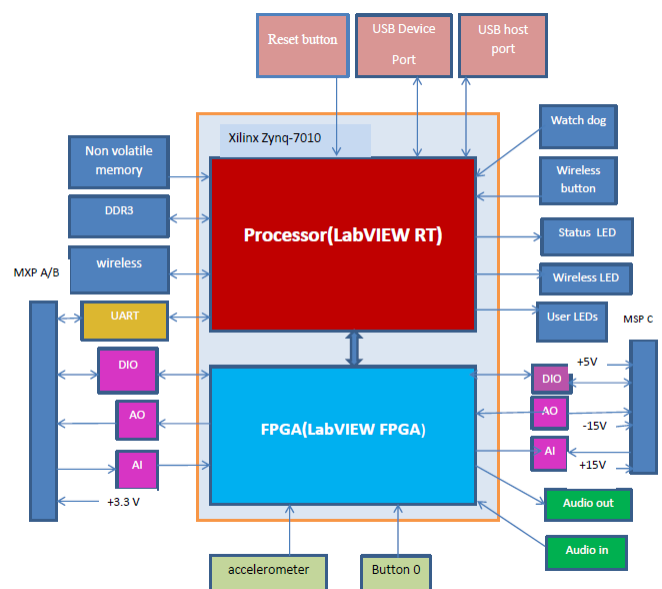 Reset button
USB Device
Port
USB host
port
Xilinx Zynq-7010
Watch dog
Non volatile
memory
Wireless
button
DDR3
Processor(LabVIEW RT)
Status LED
wireless
MXP A/B
Wireless LED
UART
User LEDs
MSP C
DIO
+5V
DIO
AO
FPGA(LabVIEW FPGA)
AO
-15V
AI
AI
+15V
+3.3 V
Audio out
Audio in
accelerometer
Button 0